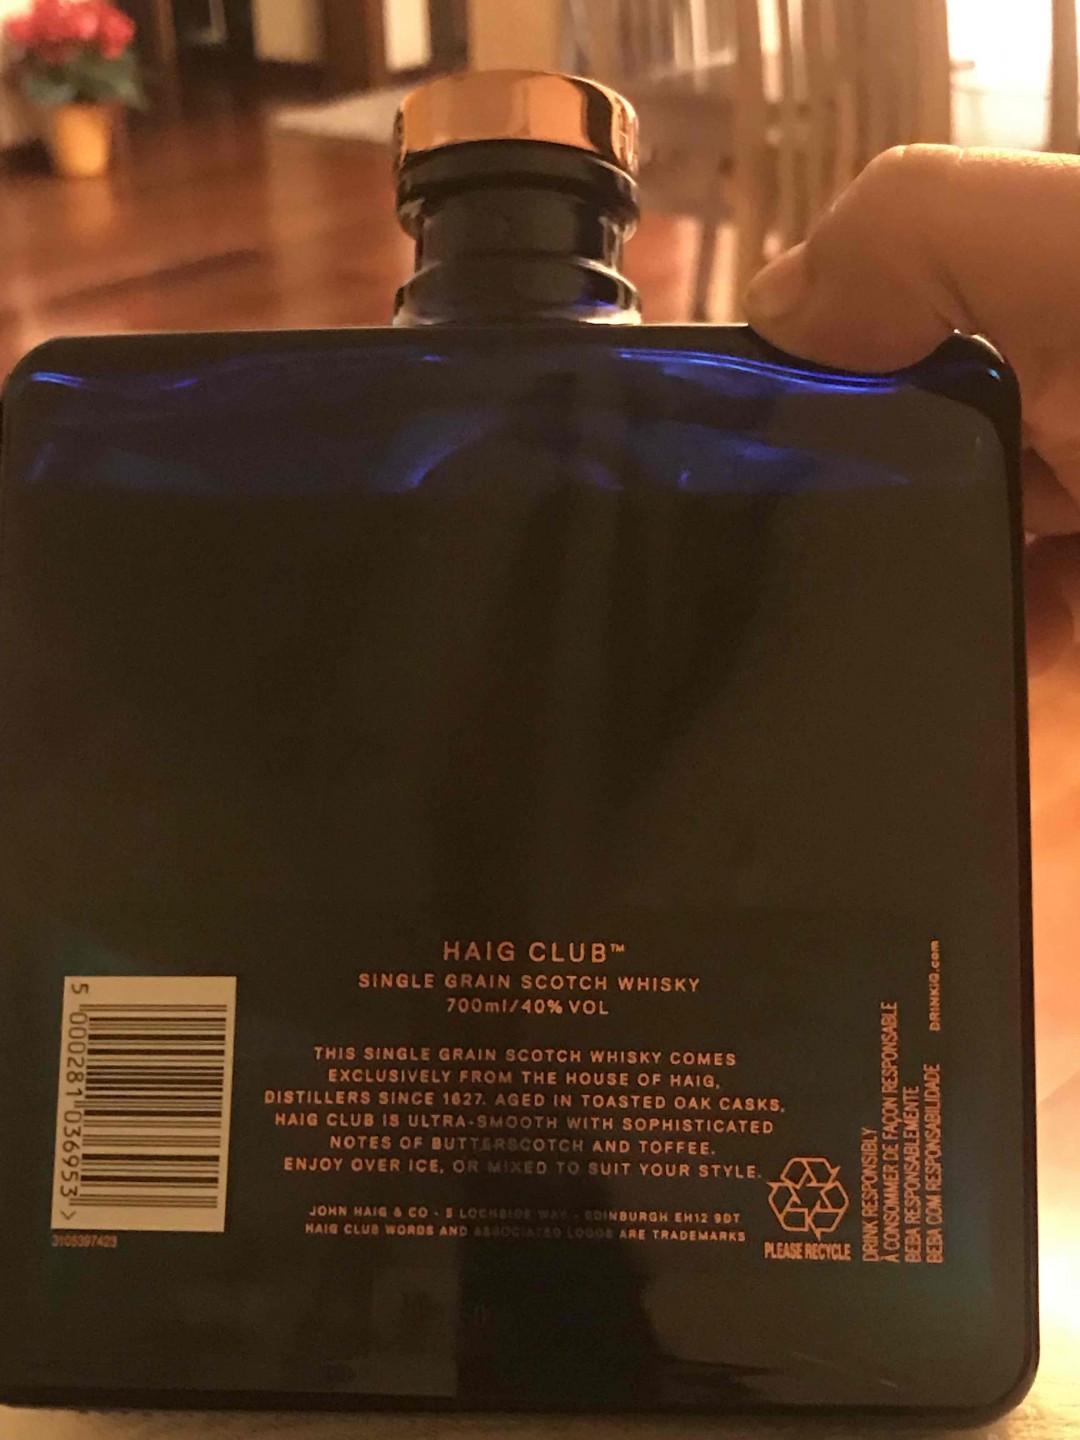 HAIG CLUB™
SINGLE GRAIN SCOTCH WHISKY
700ml/40% VOL
THIS SINGLE GRAIN SCOTCH WHISKY COMES
EXCLUSIVELY FROM THE HOUSE OF HAIG,
DISTILLERS SINCE 1627. AGED IN TOASTED OAK CASKS,
HAIG CLUB IS ULTRA-SMOOTH WITH SOPHISTICATED
NOTES OF BUTTERSCOTCH AND TOFFEE.
ENJOY OVER ICE, OR MIXED TO SUIT YOUR STYLE.
JOHN HAIG & CO - 5 LOCHSIDE WAY - EDINBURGH EH12 9DT
HAIG CLUB WORDS AND ASSOCIATED LOGOS ARE TRADEMARKS
5 000281 036953 >
3105397423
PLEASE RECYCLE
DRINK RESPONSIBLY
À CONSOMMER DE FAÇON RESPONSABLE
BEBA RESPONSABLEMENTE
BEBA COM RESPONSABILIDADE DRINKiQ.com